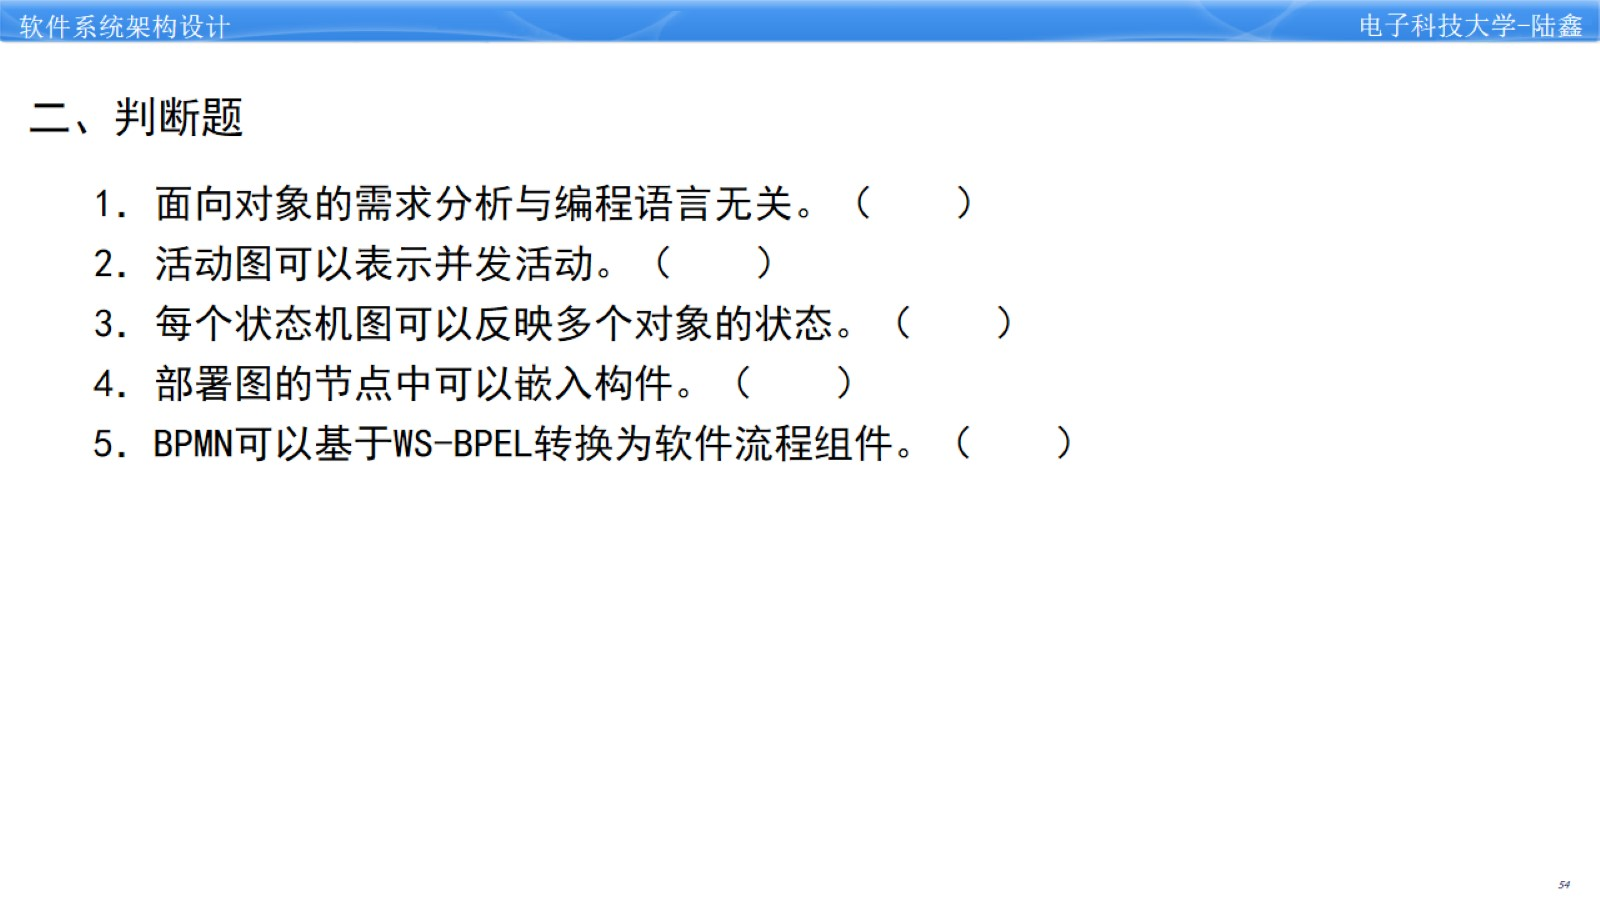 软件系统架构设计
电子科技大学-陆鑫
二、判断题
1. 面向对象的需求分析与编程语言无关。（　　）
2. 活动图可以表示并发活动。（　　）
3. 每个状态机图可以反映多个对象的状态。（　　）
4. 部署图的节点中可以嵌入构件。（　　）
5. BPMN可以基于WS-BPEL转换为软件流程组件。（　　）
54